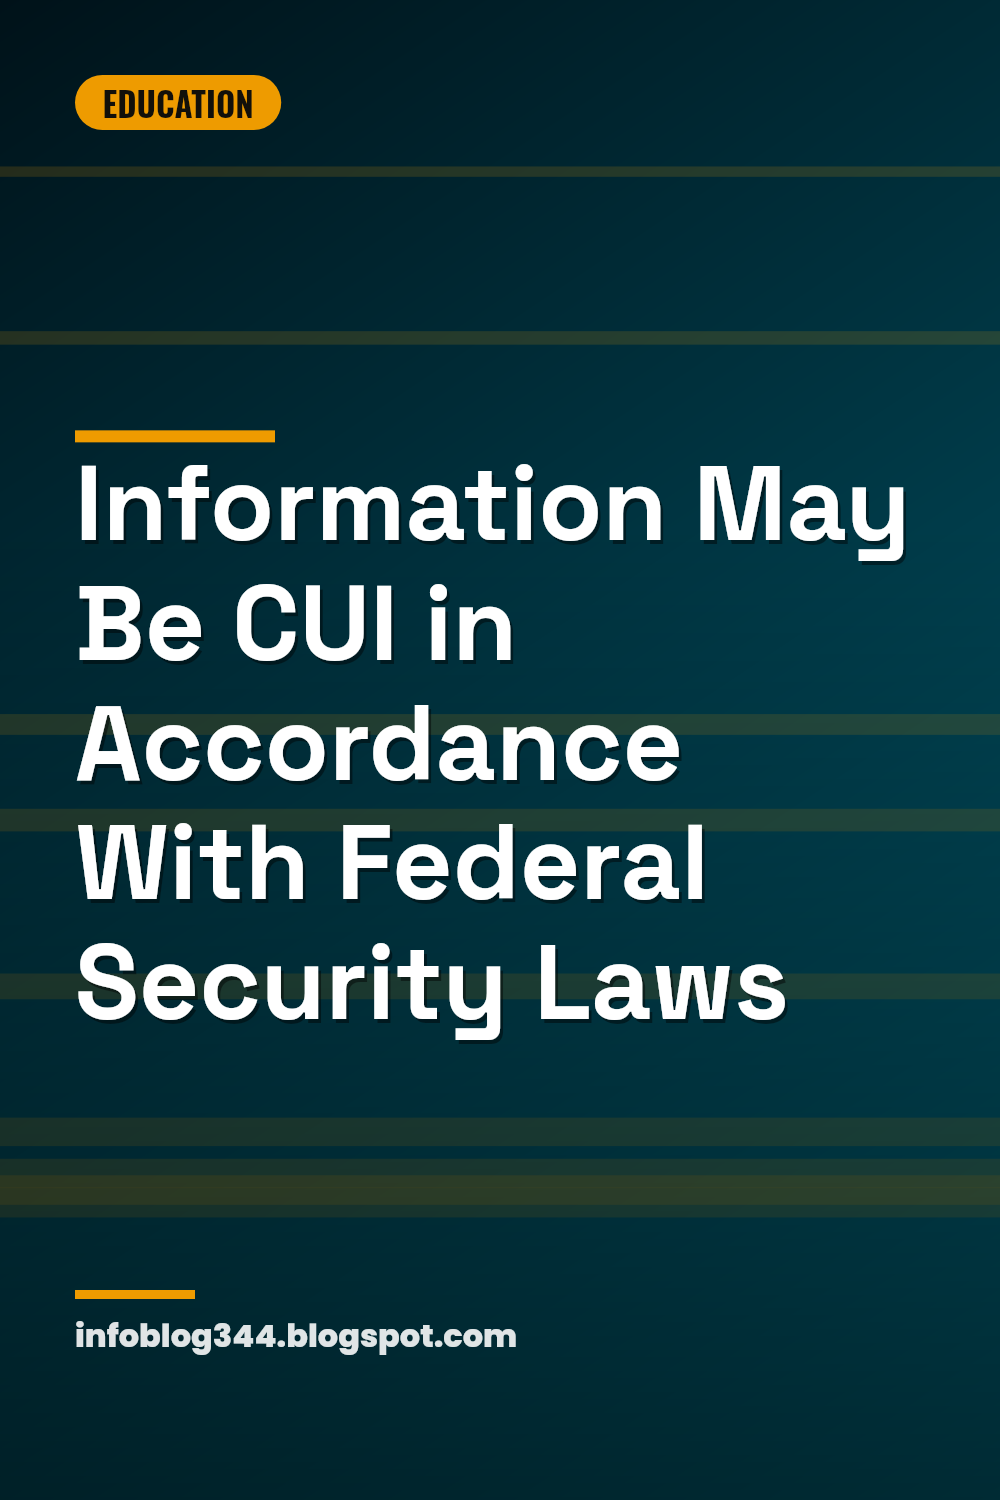 EDUCATION
Information May
Be CUI in
Accordance
With Federal
Security Laws
infoblog344.blogspot.com